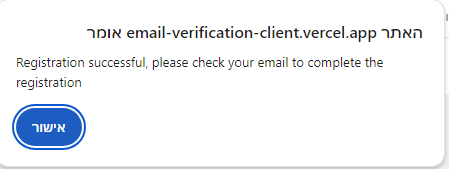 האתר email-verification-client.vercel.app אומר
Registration successful, please check your email to complete the
registration
אישור